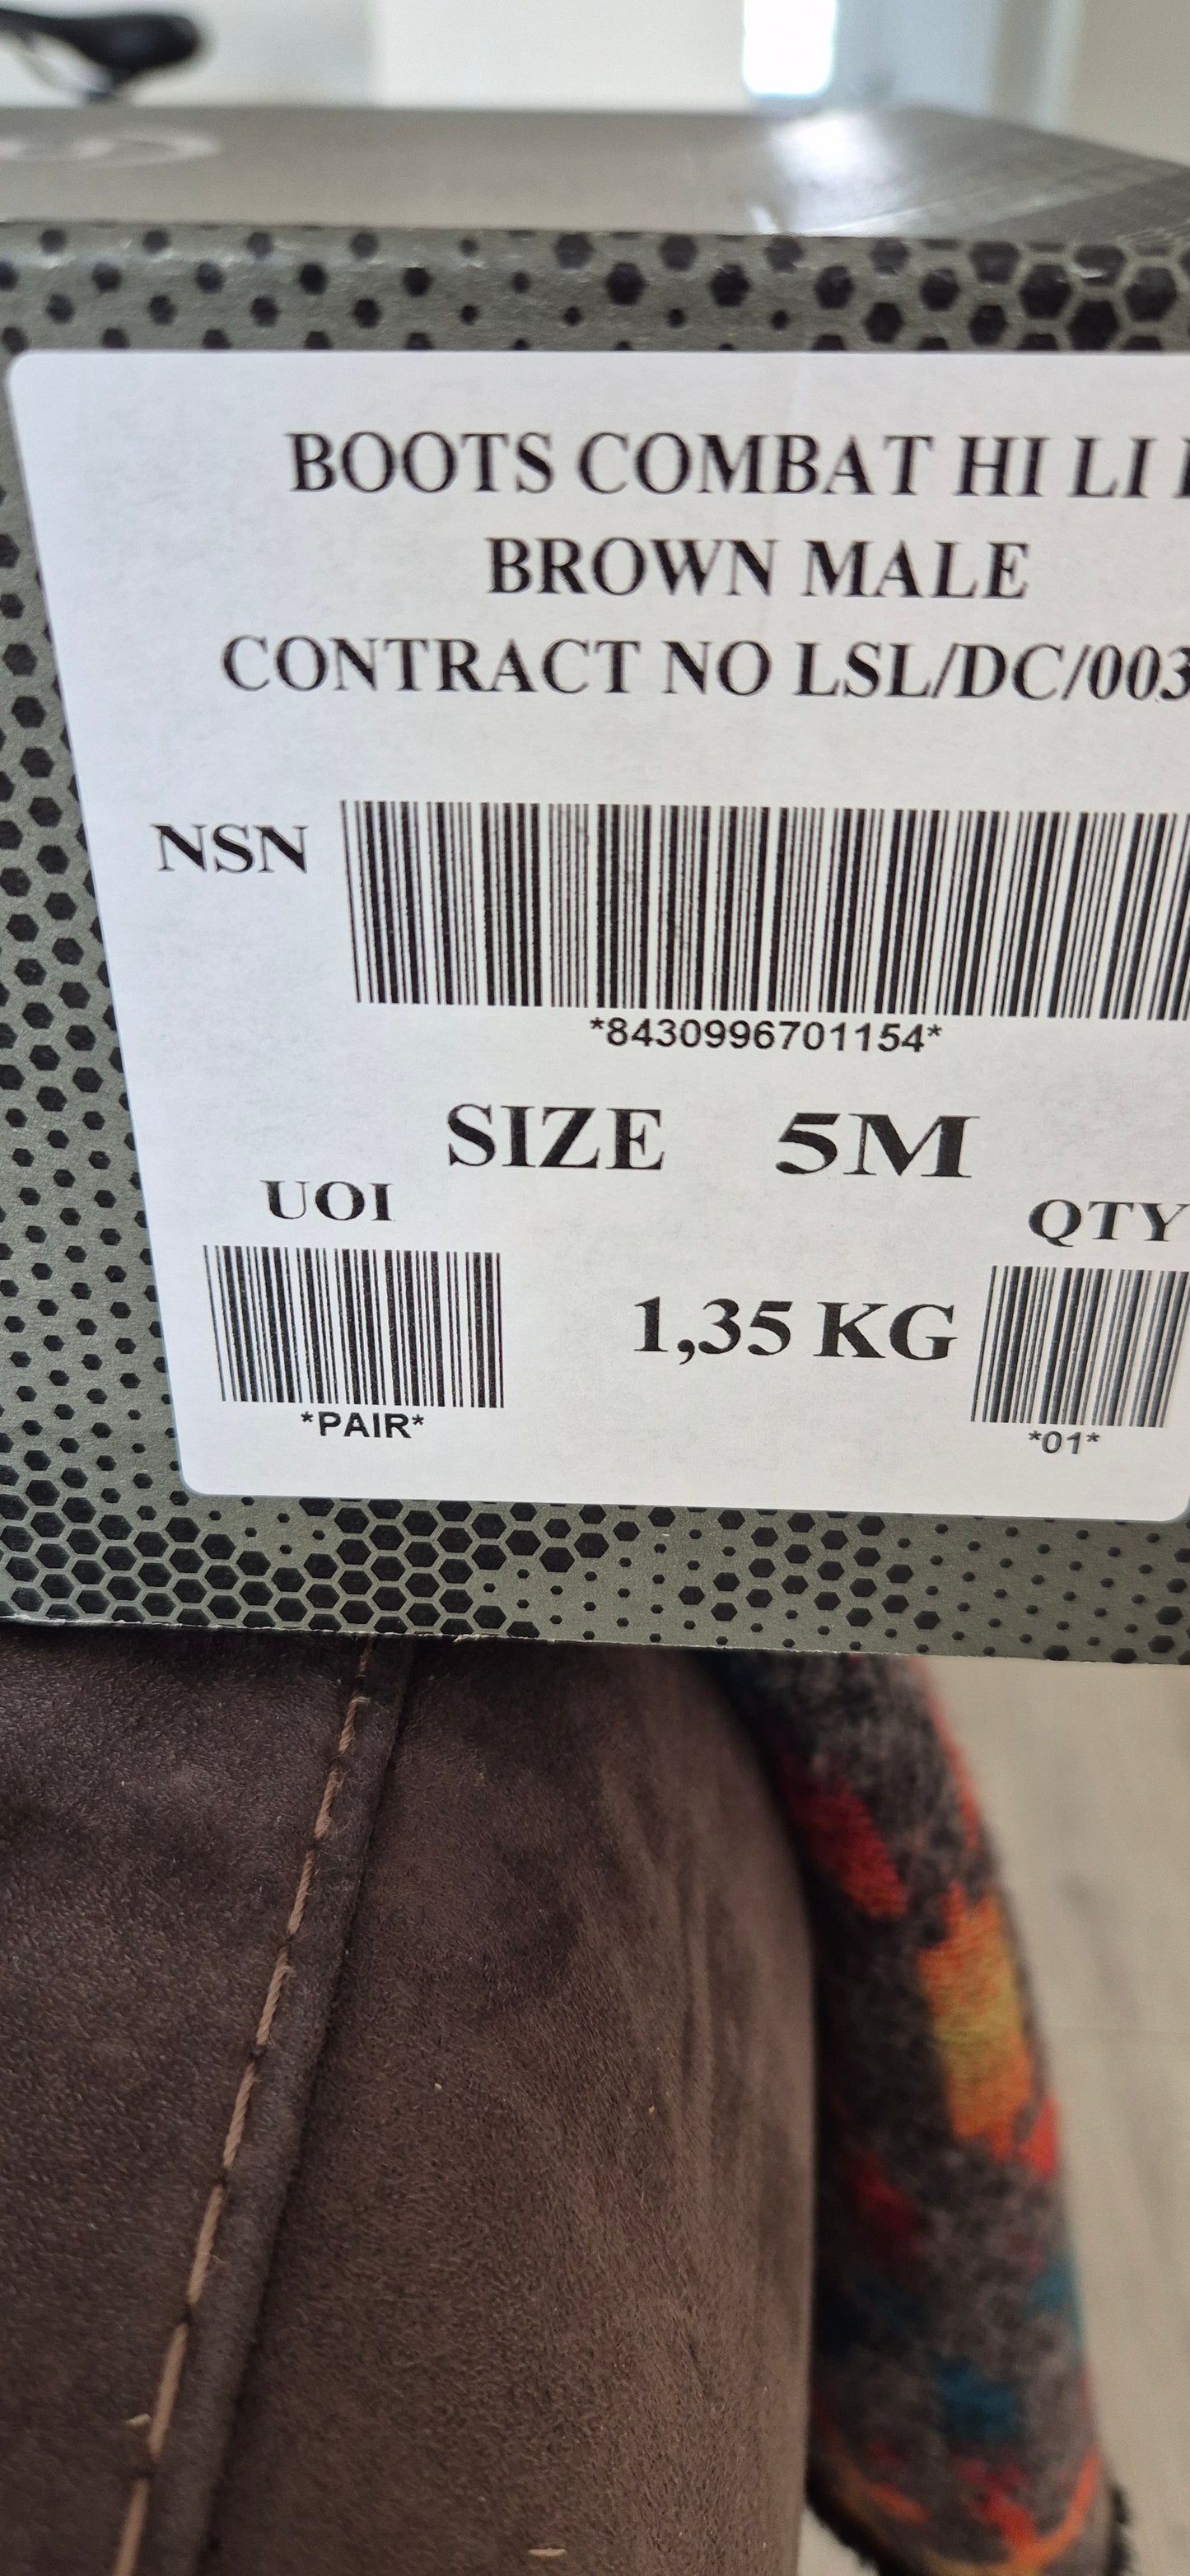 BOOTS COMBAT HI LI
BROWN MALE
CONTRACT NO LSL/DC/003
NSN
*8430996701154*
SIZE 5M
UOI
QTY
1,35 KG
*PAIR*
*01*